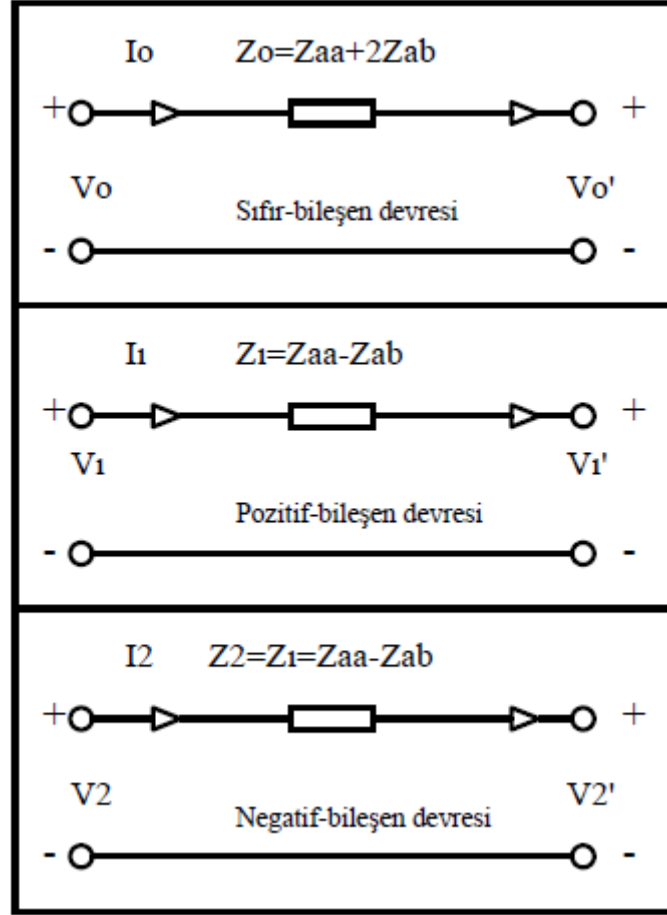 Io Zo=Zaa+2Zab
+ +
Vo Vo'
Sıfır-bileşen devresi
- -
I1 Z1=Zaa-Zab
+ +
V1 V1'
Pozitif-bileşen devresi
- -
I2 Z2=Z1=Zaa-Zab
+ +
V2 V2'
Negatif-bileşen devresi
- -